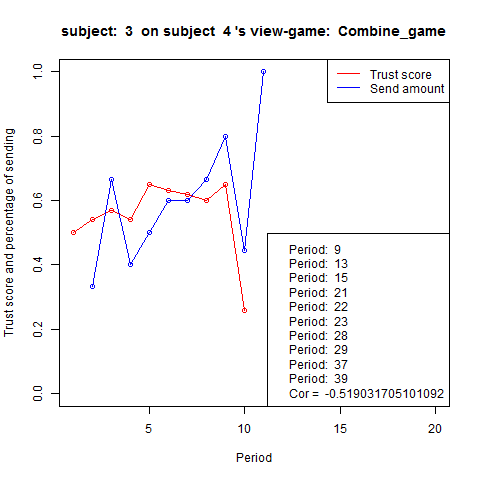 subject:  3  on subject  4 's view-game:  Combine_game
Trust score
Send amount
Trust score and percentage of sending
1.0
0.8
0.6
0.4
0.2
0.0
Period:  9
Period:  13
Period:  15
Period:  21
Period:  22
Period:  23
Period:  28
Period:  29
Period:  37
Period:  39
Cor =  -0.519031705101092
5
10
15
20
Period